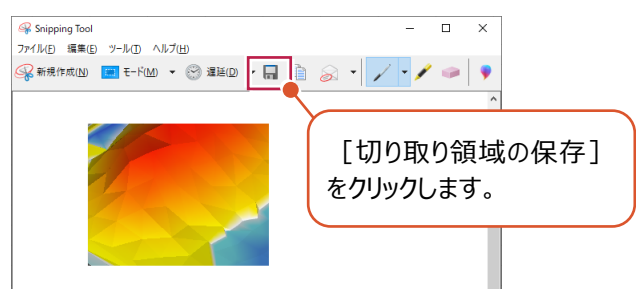 Snipping Tool
ファイル(F) 編集(E) ツール(T) ヘルプ(H)
新規作成(N) モード(M) 遅延(D)
［切り取り領域の保存］
をクリックします。